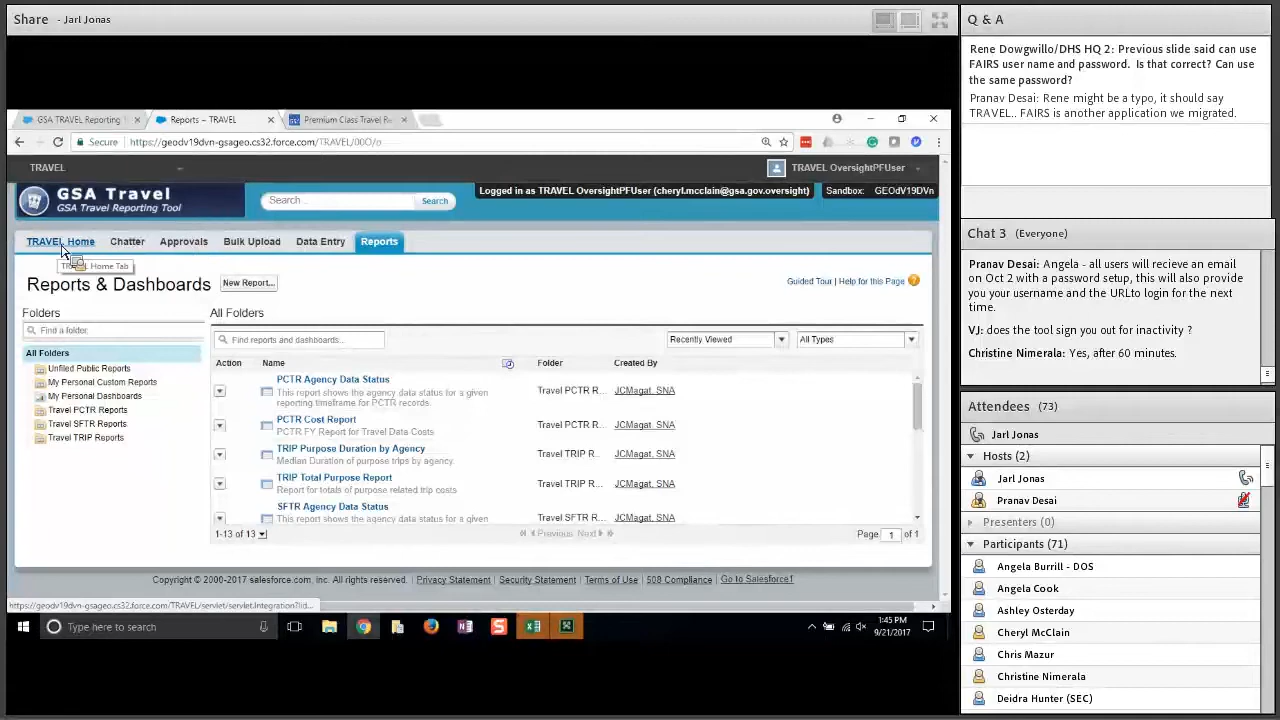 Share - Jarl Jonas
GSA TRAVEL Reporting
Reports ~ TRAVEL
Premium Class Travel Re
Secure
https://geodv19dvn-gsageo.cs32.force.com/TRAVEL/00O/o
TRAVEL
TRAVEL OversightPFUser
GSA Travel
GSA Travel Reporting Tool
Search...
Search
Logged in as TRAVEL OversightPFUser (cheryl.mcclain@gsa.gov.oversight)
Sandbox: GEOdV19DVn
TRAVEL Home
Chatter
Approvals
Bulk Upload
Data Entry
Reports
Home Tab
Reports & Dashboards
New Report...
Guided Tour | Help for this Page
Folders
Find a folder
All Folders
Unfiled Public Reports
My Personal Custom Reports
My Personal Dashboards
Travel PCTR Reports
Travel SFTR Reports
Travel TRIP Reports
All Folders
Find reports and dashboards...
Recently Viewed
All Types
Action
Name
Folder
Created By
PCTR Agency Data Status
This report shows the agency data status for a given
reporting timeframe for PCTR records.
Travel PCTR R...
JCMagat, SNA
PCTR Cost Report
PCTR FY Report for Travel Data Costs
Travel PCTR R...
JCMagat, SNA
TRIP Purpose Duration by Agency
Median Duration of purpose trips by agency.
Travel TRIP R...
JCMagat, SNA
TRIP Total Purpose Report
Report for totals of purpose related trip costs
Travel TRIP R...
JCMagat, SNA
SFTR Agency Data Status
This report shows the agency data status for a given
Travel SFTR R...
JCMagat, SNA
1-13 of 13
Previous Next
Page 1 of 1
Copyright © 2000-2017 salesforce.com, inc. All rights reserved. | Privacy Statement | Security Statement | Terms of Use | 508 Compliance | Go to Salesforce1
https://geodv19dvn-gsageo.cs32.force.com/TRAVEL/servlet/servlet.Integration?lid...
Type here to search
1:45 PM
9/21/2017
Q & A
Rene Dowgwillo/DHS HQ 2: Previous slide said can use
FAIRS user name and password. Is that correct? Can use
the same password?
Pranav Desai: Rene might be a typo, it should say
TRAVEL.. FAIRS is another application we migrated.
Chat 3 (Everyone)
Pranav Desai: Angela - all users will recieve an email
on Oct 2 with a password setup, this will also provide
you your username and the URLto login for the next
time.
VJ: does the tool sign you out for inactivity ?
Christine Nimerala: Yes, after 60 minutes.
Attendees (73)
Jarl Jonas
Hosts (2)
Jarl Jonas
Pranav Desai
Presenters (0)
Participants (71)
Angela Burrill - DOS
Angela Cook
Ashley Osterday
Cheryl McClain
Chris Mazur
Christine Nimerala
Deidra Hunter (SEC)